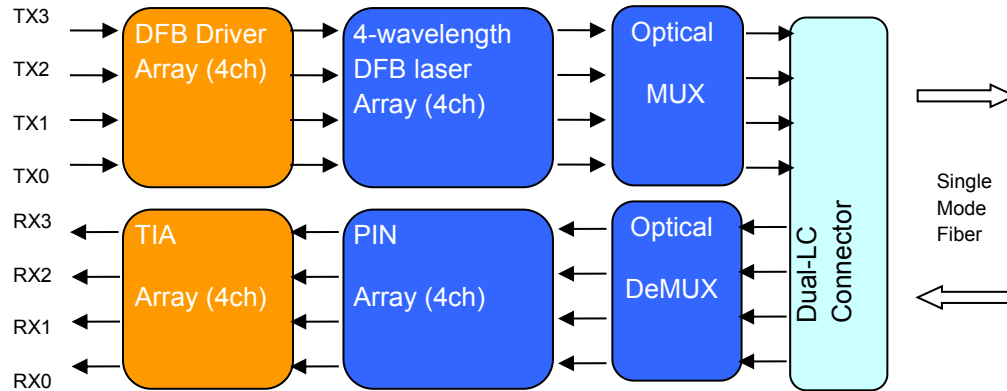 TX3
TX2
TX1
TX0
DFB Driver
Array (4ch)
4-wavelength
DFB laser
Array (4ch)
Optical
MUX
RX3
RX2
RX1
RX0
TIA
Array (4ch)
PIN
Array (4ch)
Optical
DeMUX
Dual-LC
Connector
Single
Mode
Fiber